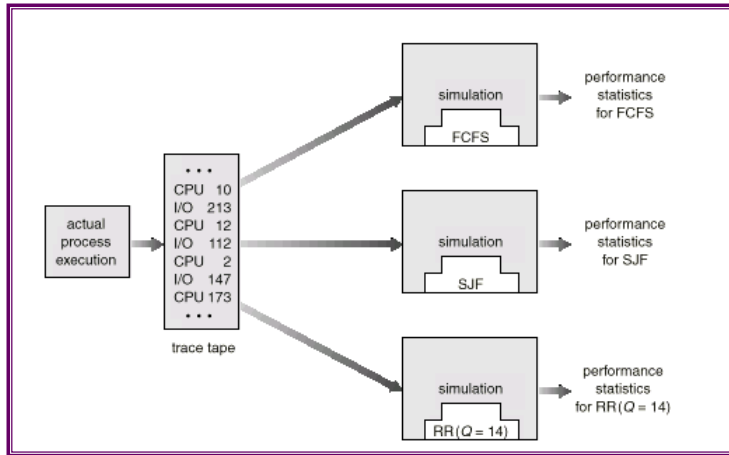 actual
process
execution
• • •
CPU 10
I/O 213
CPU 12
I/O 112
CPU 2
I/O 147
CPU 173
• • •
trace tape
simulation
FCFS
performance
statistics
for FCFS
simulation
SJF
performance
statistics
for SJF
simulation
RR(Q = 14)
performance
statistics
for RR(Q = 14)